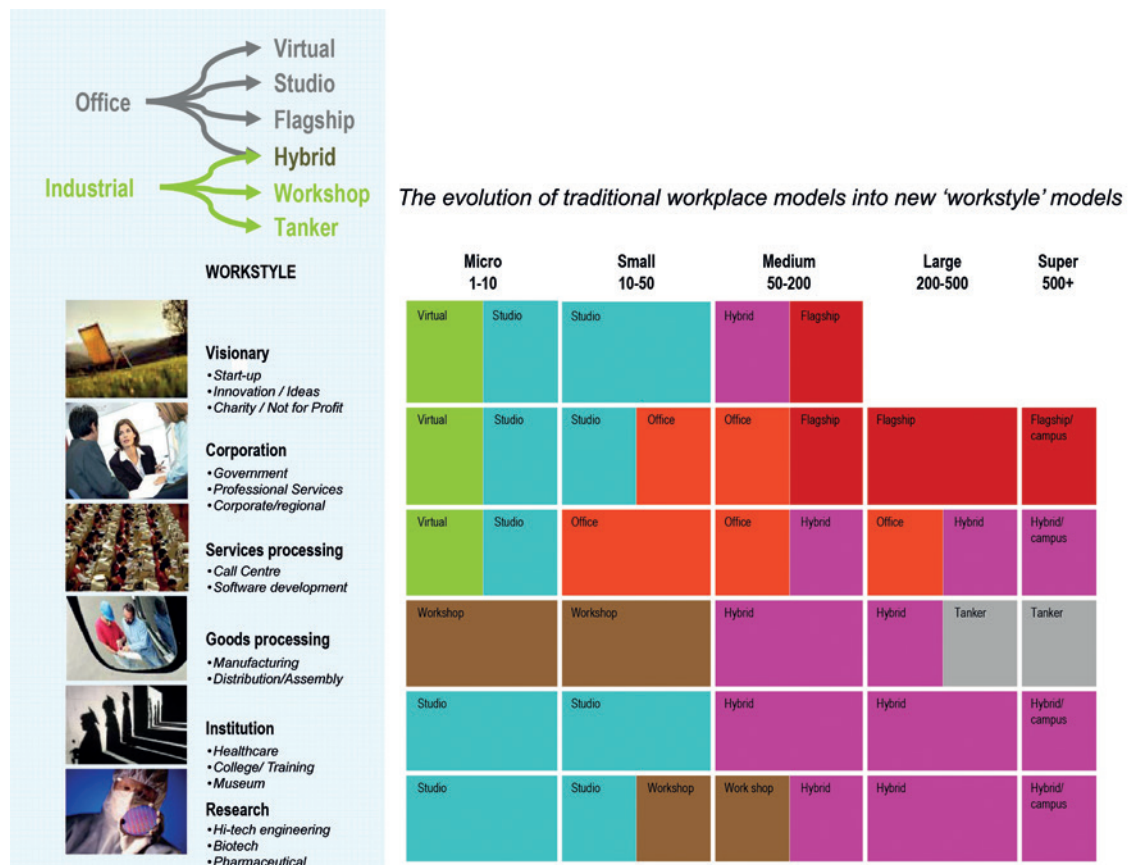 Virtual
Studio
Office
Flagship
Hybrid
Industrial
Workshop
Tanker
The evolution of traditional workplace models into new ‘workstyle’ models
WORKSTYLE
Micro
1-10
Small
10-50
Medium
50-200
Large
200-500
Super
500+
Visionary
•Start-up
•Innovation / Ideas
•Charity / Not for Profit
Virtual
Studio
Studio
Hybrid
Flagship
Corporation
•Government
•Professional Services
•Corporate/regional
Virtual
Studio
Studio
Office
Office
Flagship
Flagship
Flagship/
campus
Services processing
•Call Centre
•Software development
Virtual
Studio
Office
Office
Hybrid
Office
Hybrid
Hybrid/
campus
Goods processing
•Manufacturing
•Distribution/Assembly
Workshop
Workshop
Hybrid
Hybrid
Tanker
Tanker
Institution
•Healthcare
•College/ Training
•Museum
Studio
Studio
Hybrid
Hybrid
Hybrid/
campus
Research
•Hi-tech engineering
•Biotech
•Pharmaceutical
Studio
Studio
Workshop
Work shop
Hybrid
Hybrid
Hybrid/
campus